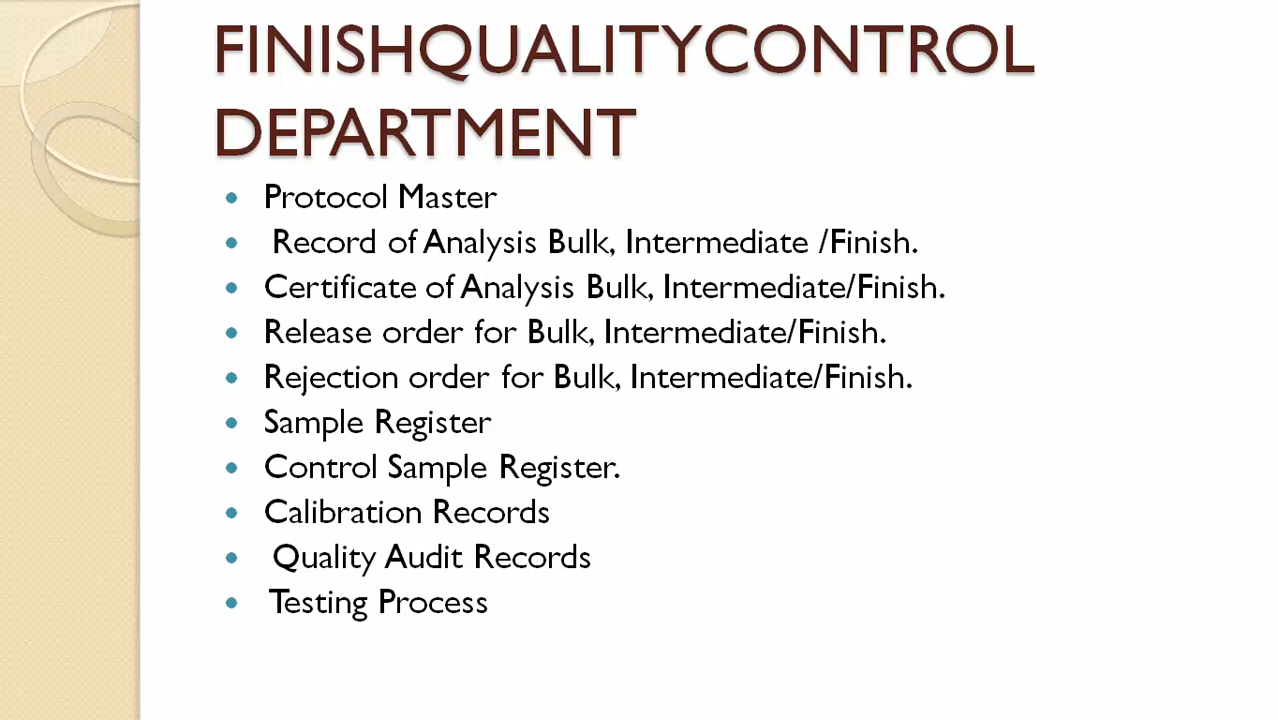 FINISHQUALITYCONTROL
DEPARTMENT
• Protocol Master
• Record of Analysis Bulk, Intermediate /Finish.
• Certificate of Analysis Bulk, Intermediate/Finish.
• Release order for Bulk, Intermediate/Finish.
• Rejection order for Bulk, Intermediate/Finish.
• Sample Register
• Control Sample Register.
• Calibration Records
• Quality Audit Records
• Testing Process